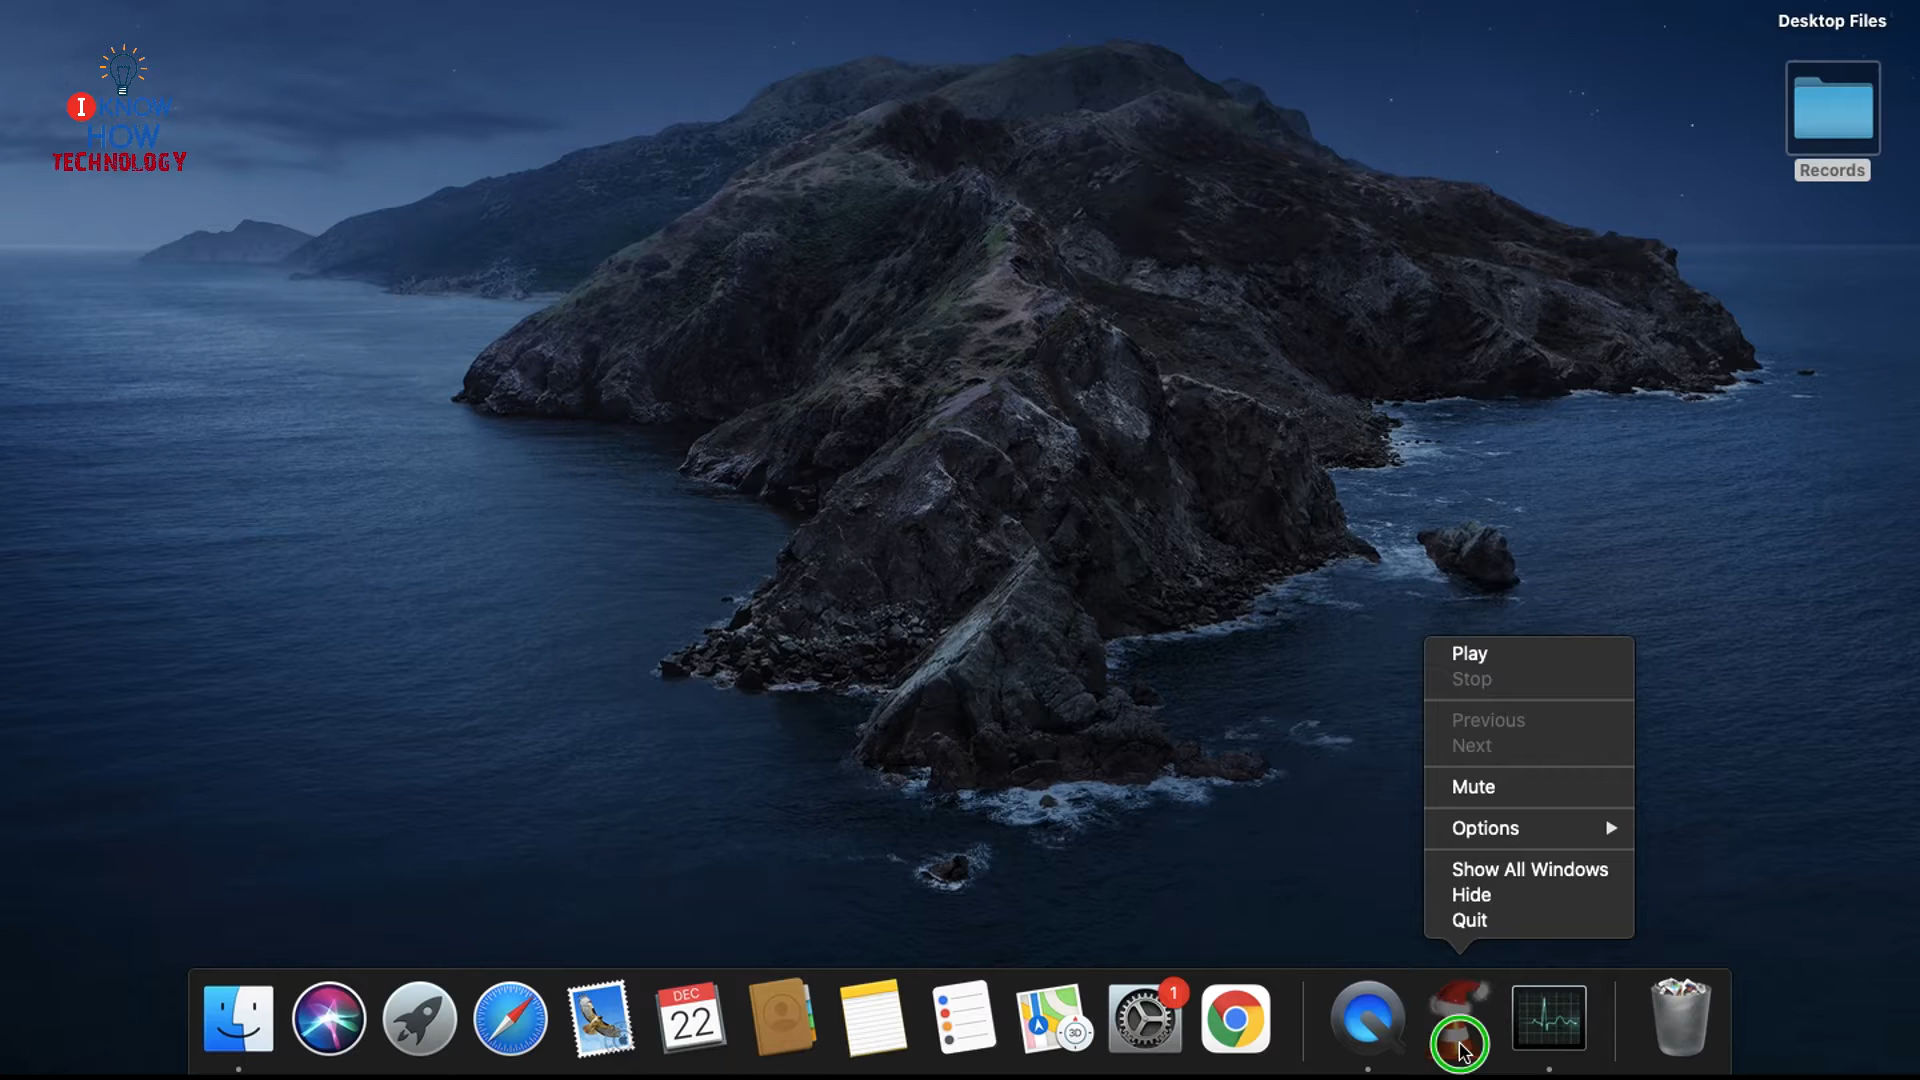 Desktop Files
I KNOW
HOW
TECHNOLOGY
Records
Play
Stop
Previous
Next
Mute
Options
Show All Windows
Hide
Quit
DEC
22
3D
1